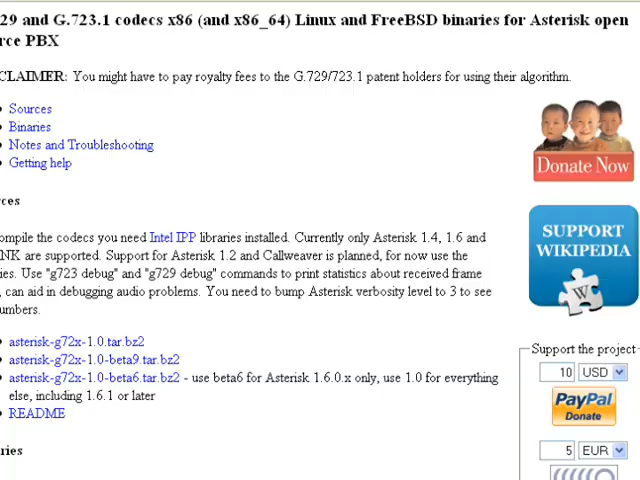 29 and G.723.1 codecs x86 (and x86_64) Linux and FreeBSD binaries for Asterisk open
rce PBX
CLAIMER: You might have to pay royalty fees to the G.729/723.1 patent holders for using their algorithm.
Sources
Binaries
Notes and Troubleshooting
Getting help
Donate Now
SUPPORT
WIKIPEDIA
W
rces
ompile the codecs you need Intel IPP libraries installed. Currently only Asterisk 1.4, 1.6 and
NK are supported. Support for Asterisk 1.2 and Callweaver is planned, for now use the
ies. Use "g723 debug" and "g729 debug" commands to print statistics about received frame
, can aid in debugging audio problems. You need to bump Asterisk verbosity level to 3 to see
umbers.
asterisk-g72x-1.0.tar.bz2
asterisk-g72x-1.0-beta9.tar.bz2
asterisk-g72x-1.0-beta6.tar.bz2 - use beta6 for Asterisk 1.6.0.x only, use 1.0 for everything
else, including 1.6.1 or later
README
Support the project
10 USD
PayPal
Donate
5 EUR
ries